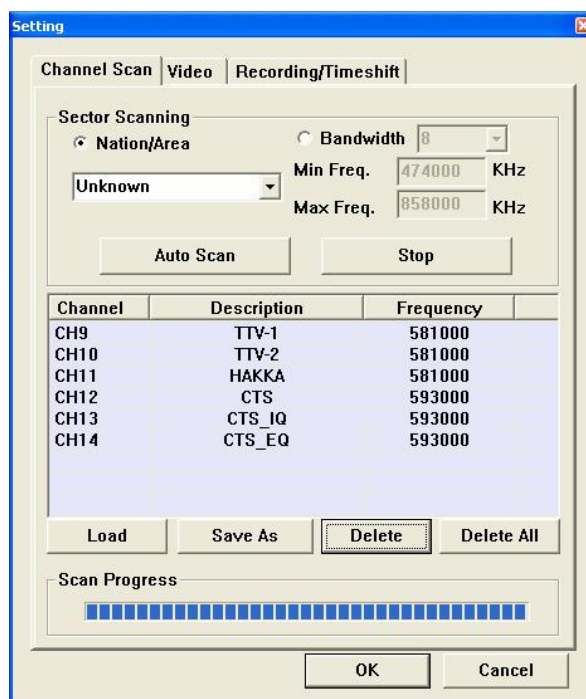 Setting
Channel Scan Video Recording/Timeshift
Sector Scanning
Nation/Area
Bandwidth 8
Unknown
Min Freq. 474000 KHz
Max Freq. 858000 KHz
Auto Scan Stop
Channel Description Frequency
CH9 TTV-1 581000
CH10 TTV-2 581000
CH11 HAKKA 581000
CH12 CTS 593000
CH13 CTS_IQ 593000
CH14 CTS_EQ 593000
Load Save As Delete Delete All
Scan Progress
OK Cancel